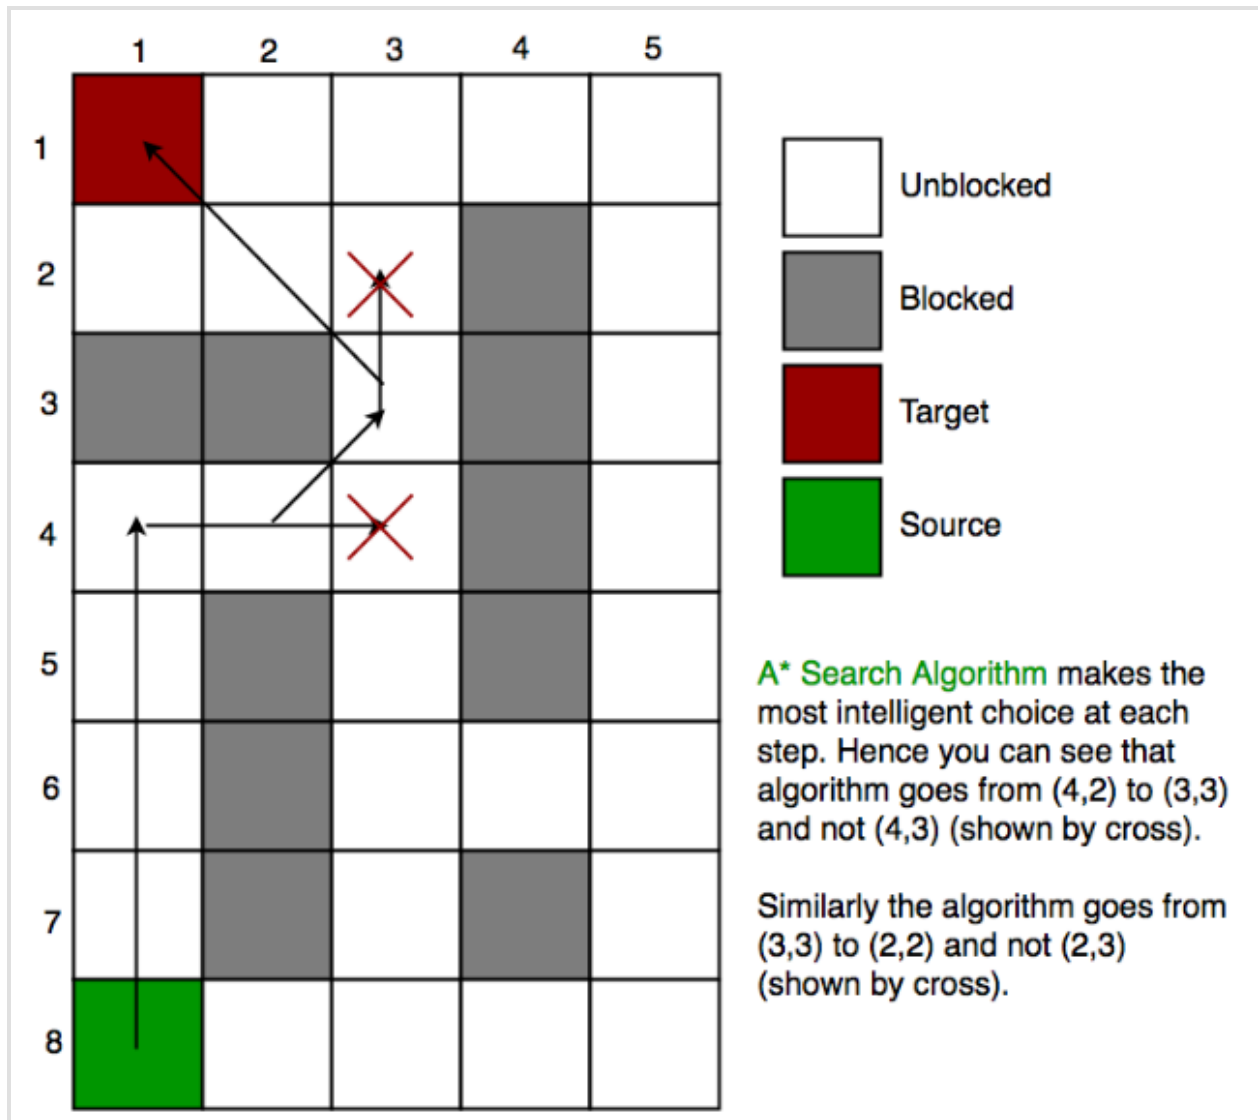 1 2 3 4 5
1
Unblocked
2
Blocked
3
Target
4
Source
5
A* Search Algorithm makes the
most intelligent choice at each
step. Hence you can see that
6
algorithm goes from (4,2) to (3,3)
and not (4,3) (shown by cross).
7
Similarly the algorithm goes from
(3,3) to (2,2) and not (2,3)
(shown by cross).
8